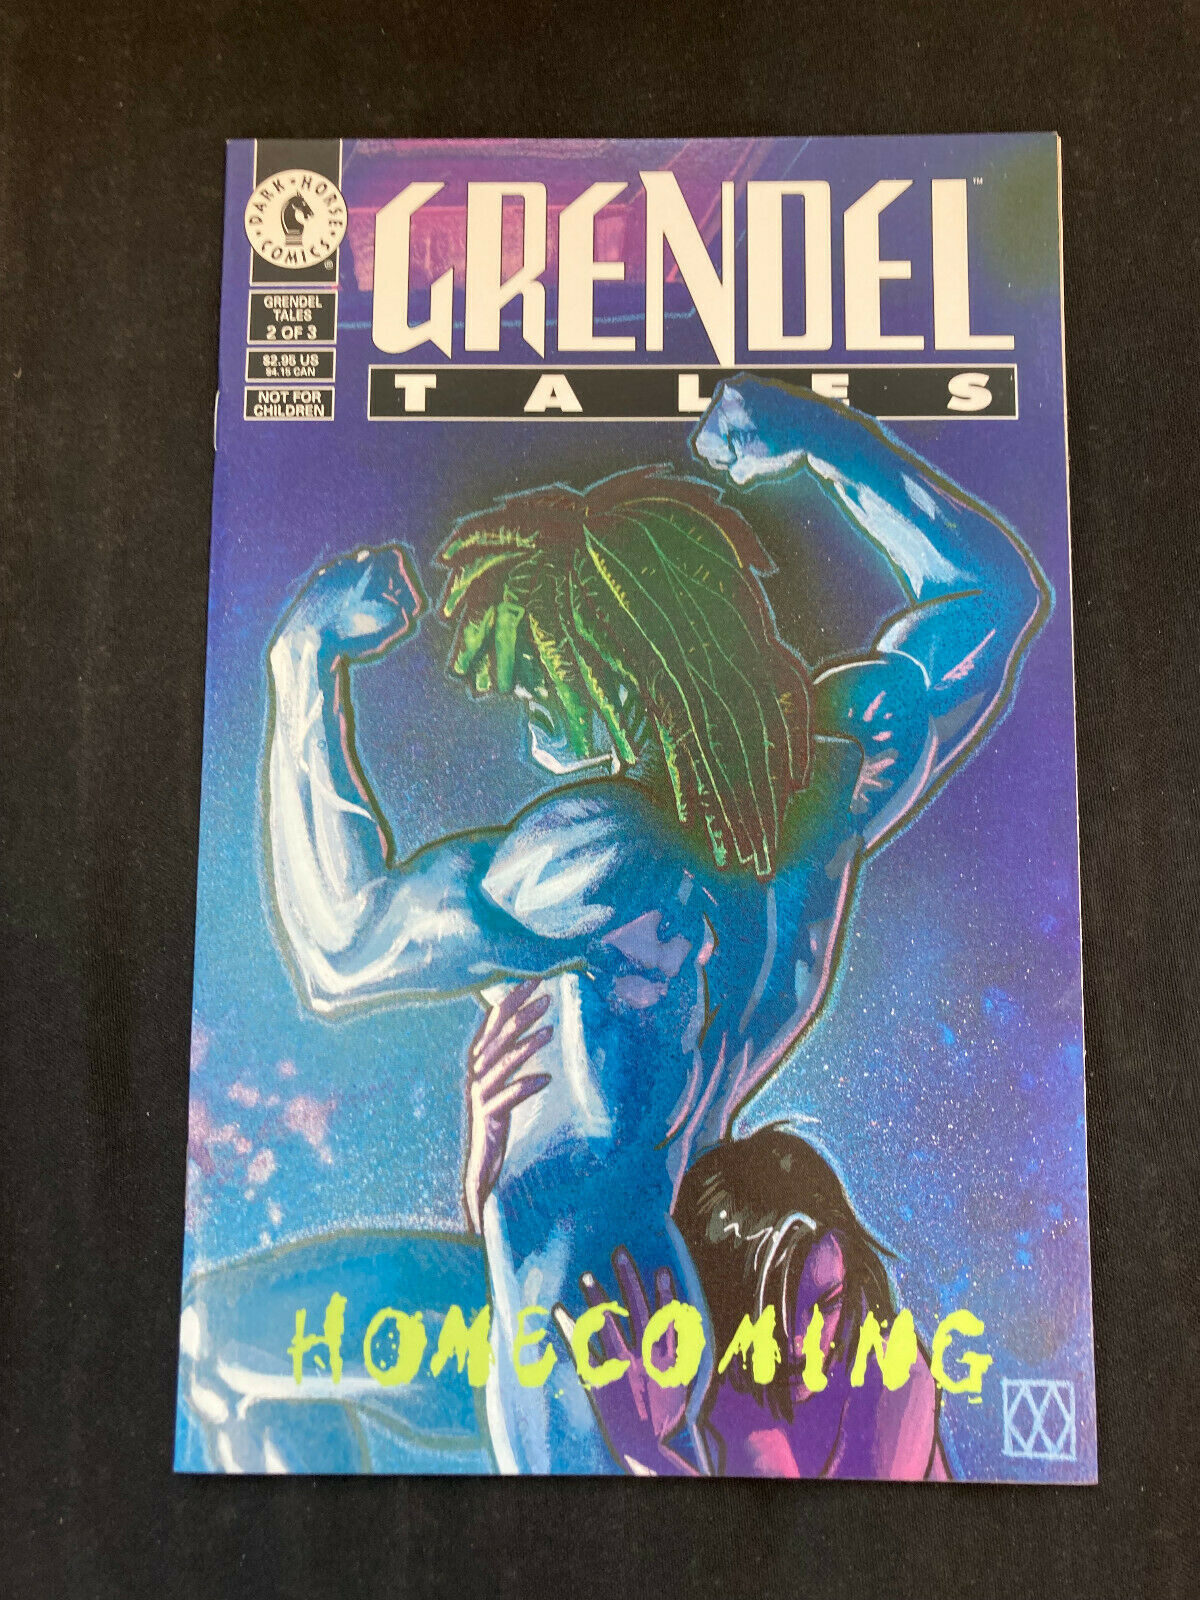 DARK • HORSE • COMICS •
®
GRENDEL™
TALES
GRENDEL
TALES
2 OF 3
$2.95 US
$4.15 CAN
NOT FOR
CHILDREN
HOMECOMING